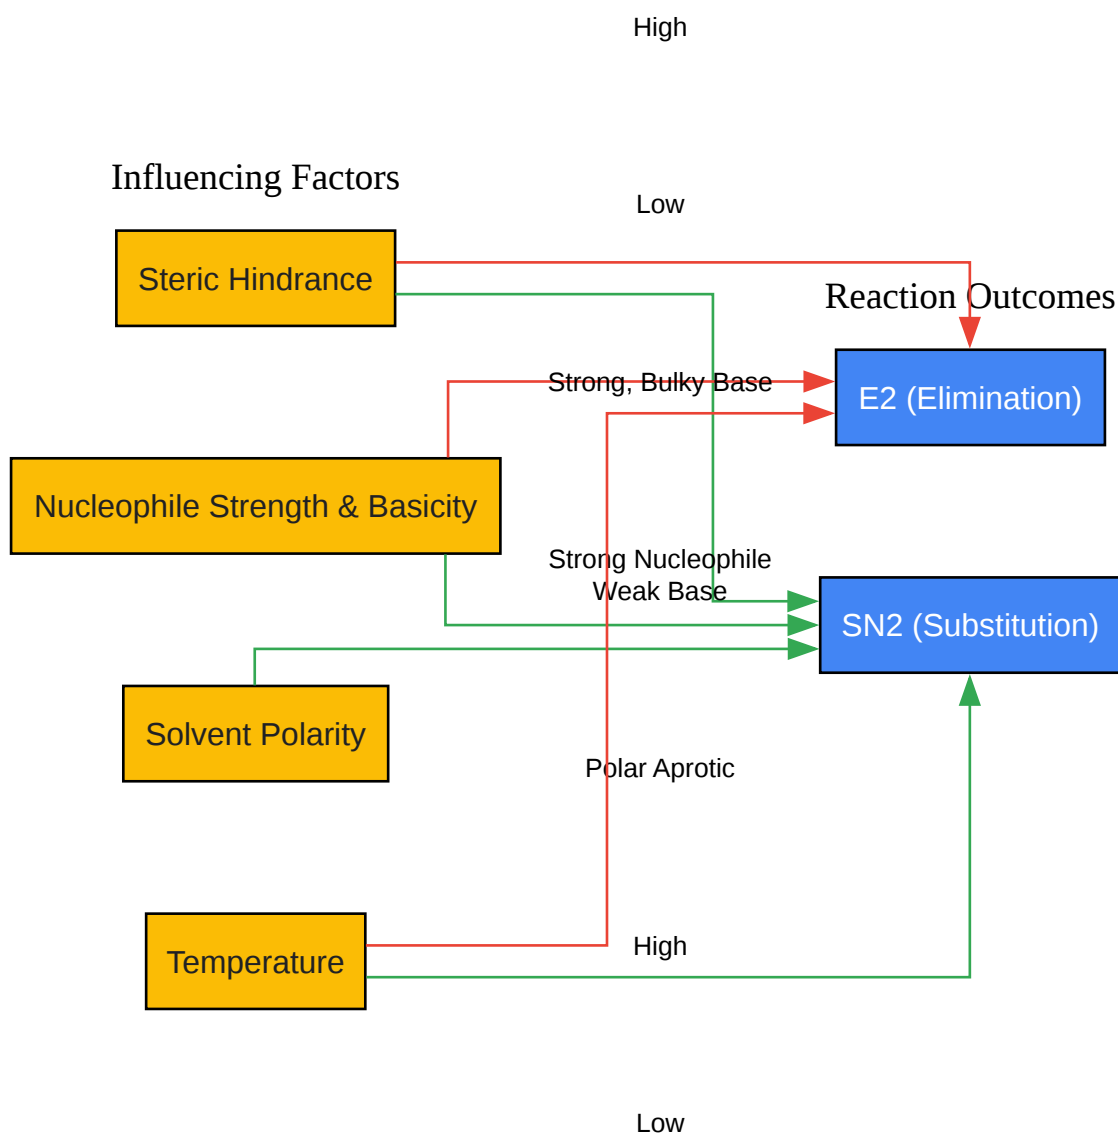 High
Influencing Factors
Low
Steric Hindrance
Reaction Outcomes
Strong, Bulky Base
E2 (Elimination)
Nucleophile Strength & Basicity
Strong Nucleophile
Weak Base
SN2 (Substitution)
Solvent Polarity
Polar Aprotic
High
Temperature
Low